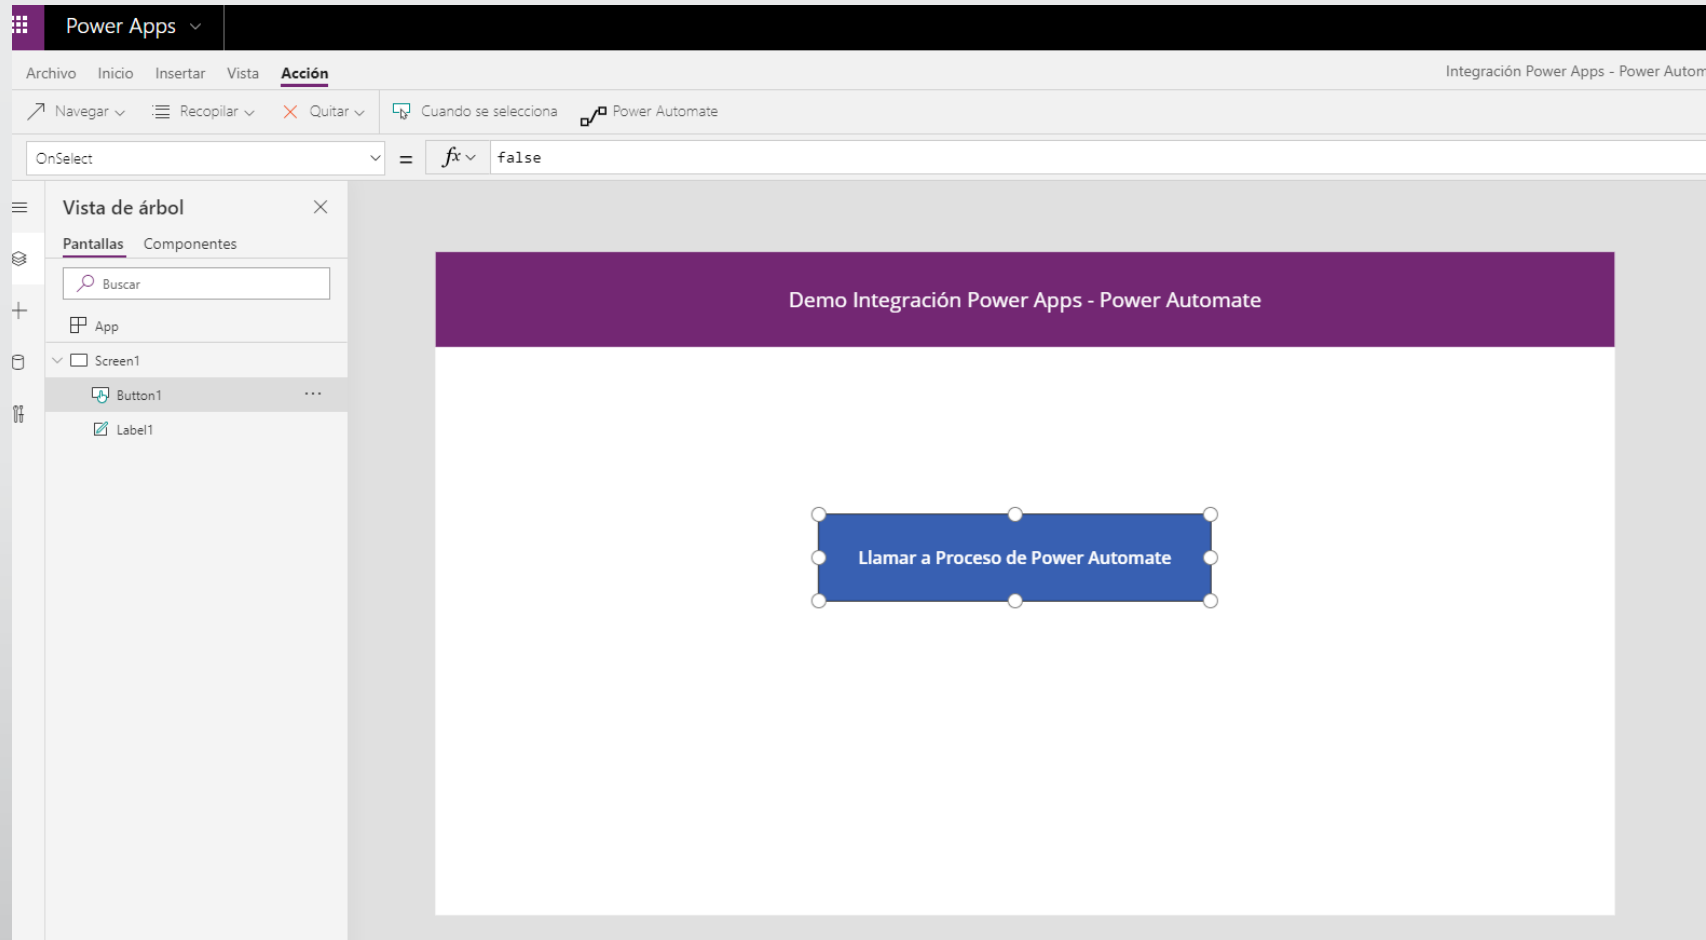 Power Apps
Archivo Inicio Insertar Vista Acción
Integración Power Apps - Power Autom
Navegar Recopilar Quitar Cuando se selecciona Power Automate
OnSelect = fx false
Vista de árbol
Pantallas Componentes
Buscar
App
Screen1
Button1
Label1
Demo Integración Power Apps - Power Automate
Llamar a Proceso de Power Automate